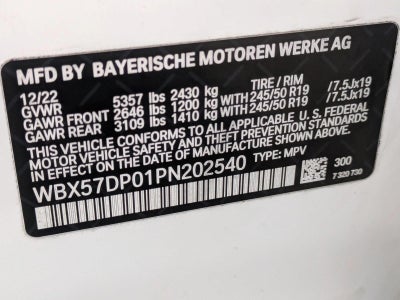 MFD BY BAYERISCHE MOTOREN WERKE AG
12/22 TIRE / RIM
GVWR 5357 lbs 2430 kg
GAWR FRONT 2646 lbs 1200 kg WITH 245/50 R19 /7.5Jx19
GAWR REAR 3109 lbs 1410 kg WITH 245/50 R19 /7.5Jx19
THIS VEHICLE CONFORMS TO ALL APPLICABLE U.S. FEDERAL
SAFETY, BUMPER, AND THEFT PREVENTION STANDARDS
IN EFFECT ON THE DATE OF MANUFACTURE SHOWN ABOVE.
WBX57DP01PN202540 TYPE: MPV
300
7 320 730